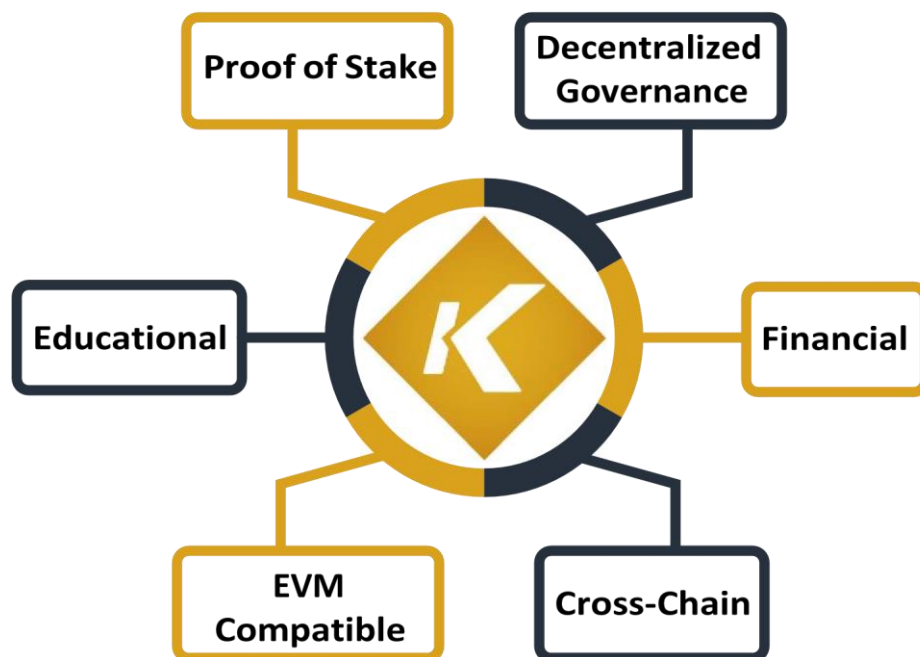 Proof of Stake
Decentralized
Governance
Educational
K
Financial
EVM
Compatible
Cross-Chain